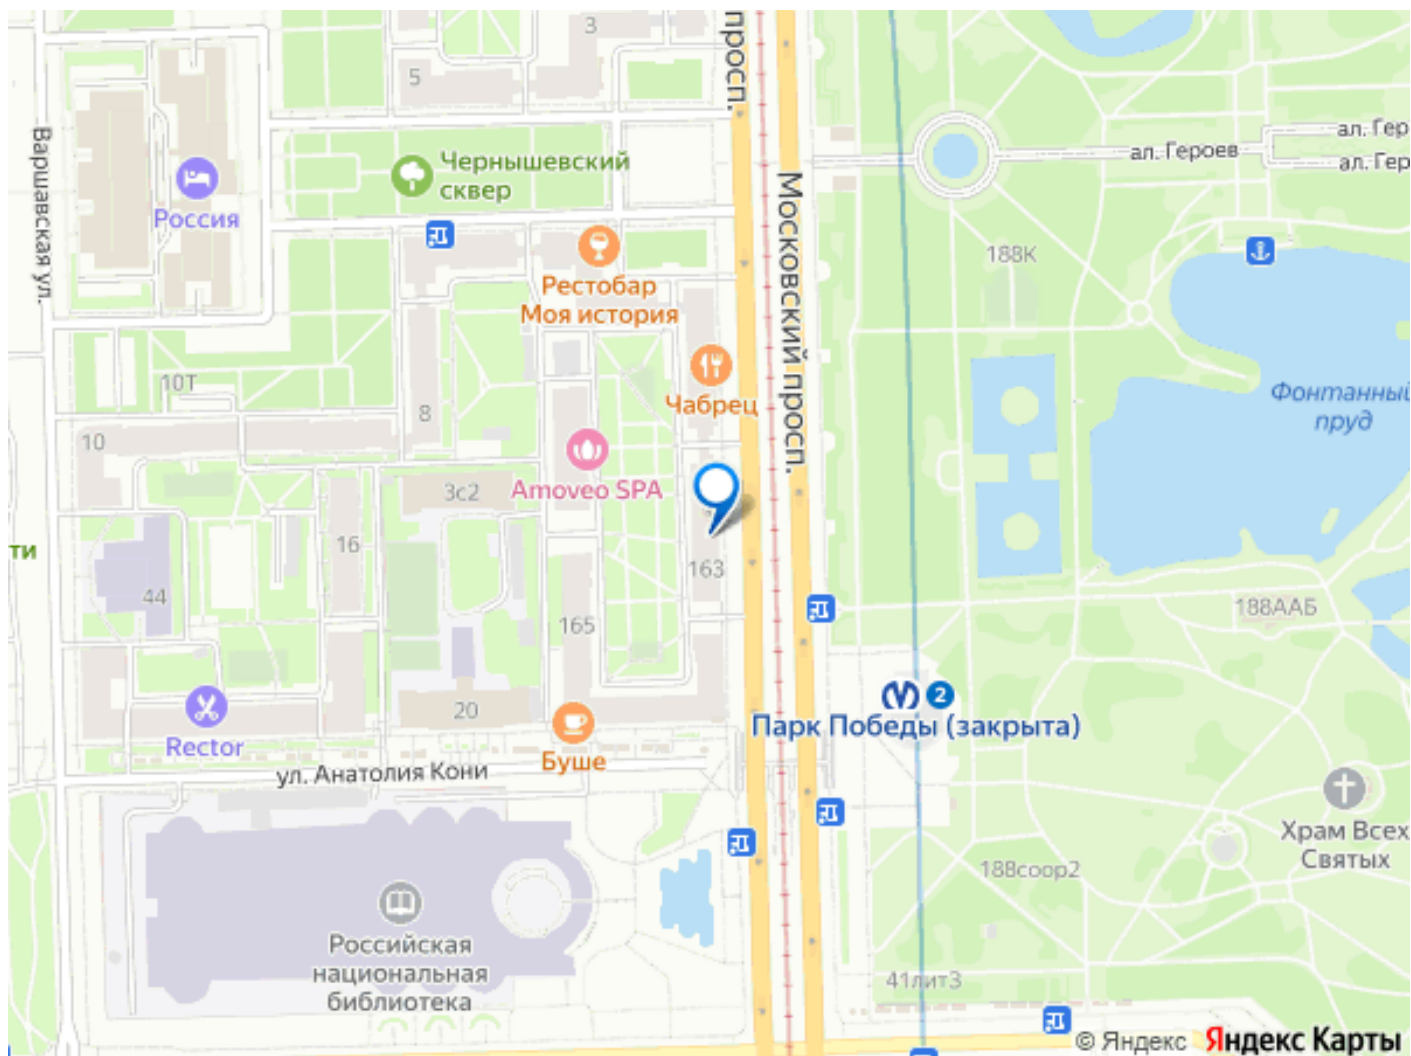 3
просп.
5
ал. Гер
ал. Героев
ал. Гер
Чернышевский
сквер
Варшавская ул.
Россия
Московский просп.
188К
Рестобар
Моя история
10Т
Чабрец
8
Фонтанный
пруд
10
3с2
Amoveo SPA
16
ти
163
44
188ААБ
165
2
Парк Победы (закрыта)
20
Rector
Буше
ул. Анатолия Кони
Храм Всех
Святых
188соор2
Российская
национальная
библиотека
41лит3
© Яндекс Яндекс Карты